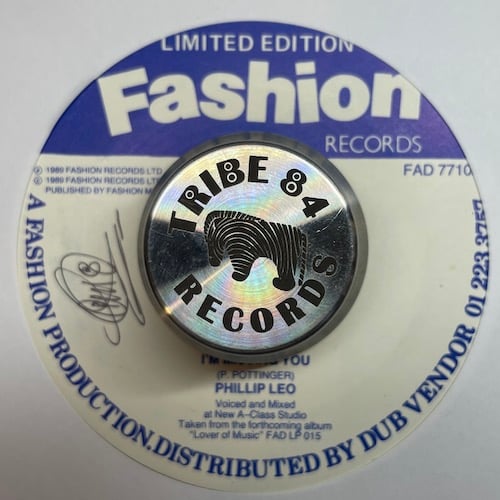 LIMITED EDITION
Fashion
RECORDS
℗ 1989 FASHION RECORDS LTD
© 1989 FASHION RECORDS LTD
PUBLISHED BY FASHION
FAD 7710
TRIBE 84
RECORDS
YOU
(P. POTTINGER)
PHILLIP LEO
Voiced and Mixed
at New A-Class Studio
Taken from the forthcoming album
"Lover of Music" FAD LP 015
A FASHION PRODUCTION. DISTRIBUTED BY DUB VENDOR 01 223 3757